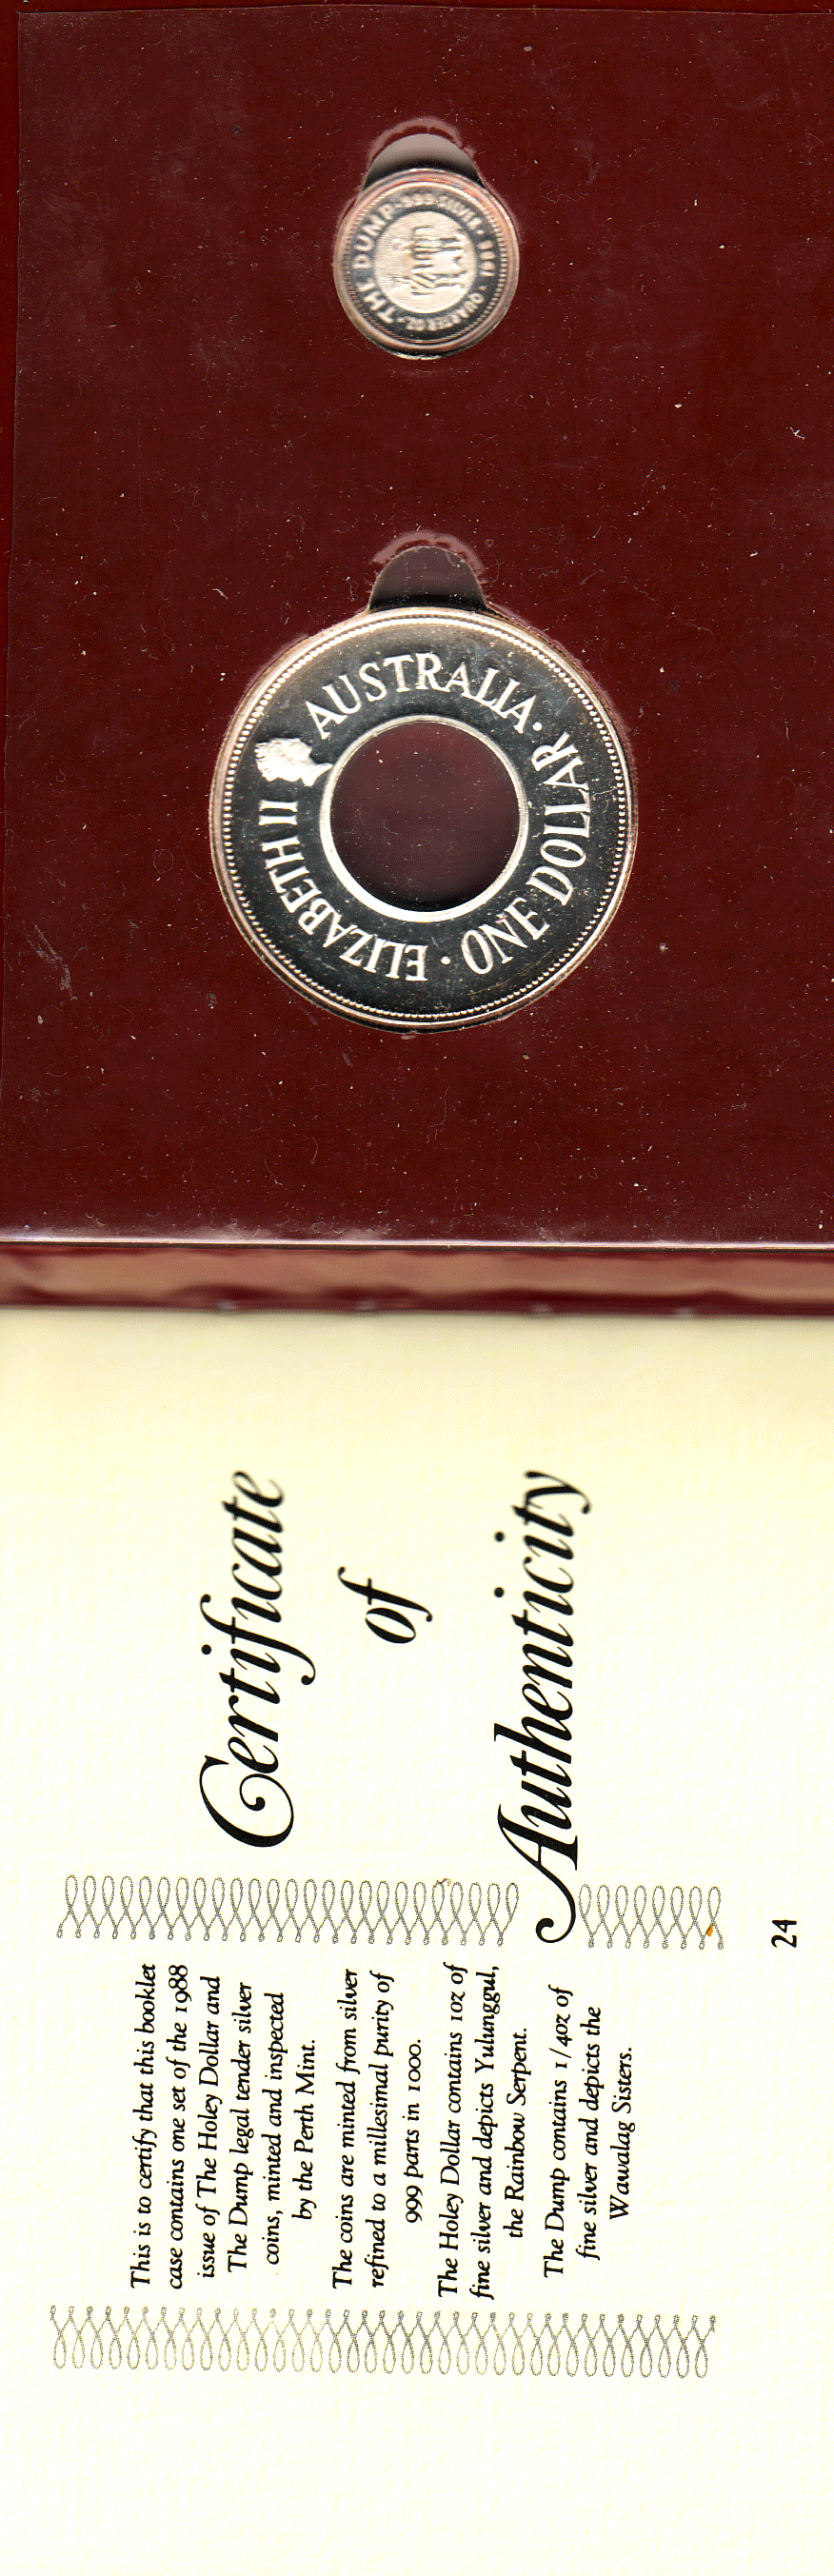 THE DUMP · 999 SILVER · 1988 · QUARTER OZ ·
ELIZABETH II AUSTRALIA · ONE DOLLAR ·
Certificate
of
Authenticity
This is to certify that this booklet
case contains one set of the 1988
issue of The Holey Dollar and
The Dump legal tender silver
coins, minted and inspected
by the Perth Mint.
The coins are minted from silver
refined to a millesimal purity of
999 parts in 1000.
The Holey Dollar contains 1oz of
fine silver and depicts Yulunggul,
the Rainbow Serpent.
The Dump contains 1/4oz of
fine silver and depicts the
Wawalag Sisters.
24